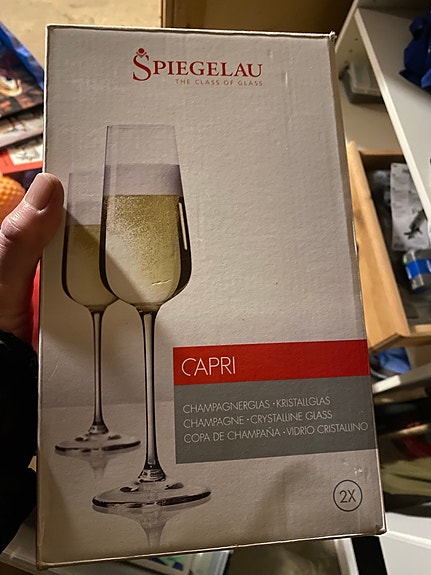 SPIEGELAU
THE CLASS OF GLASS
CAPRI
CHAMPAGNERGLAS • KRISTALLGLAS
CHAMPAGNE • CRYSTALLINE GLASS
COPA DE CHAMPAÑA • VIDRIO CRISTALLINO
2X